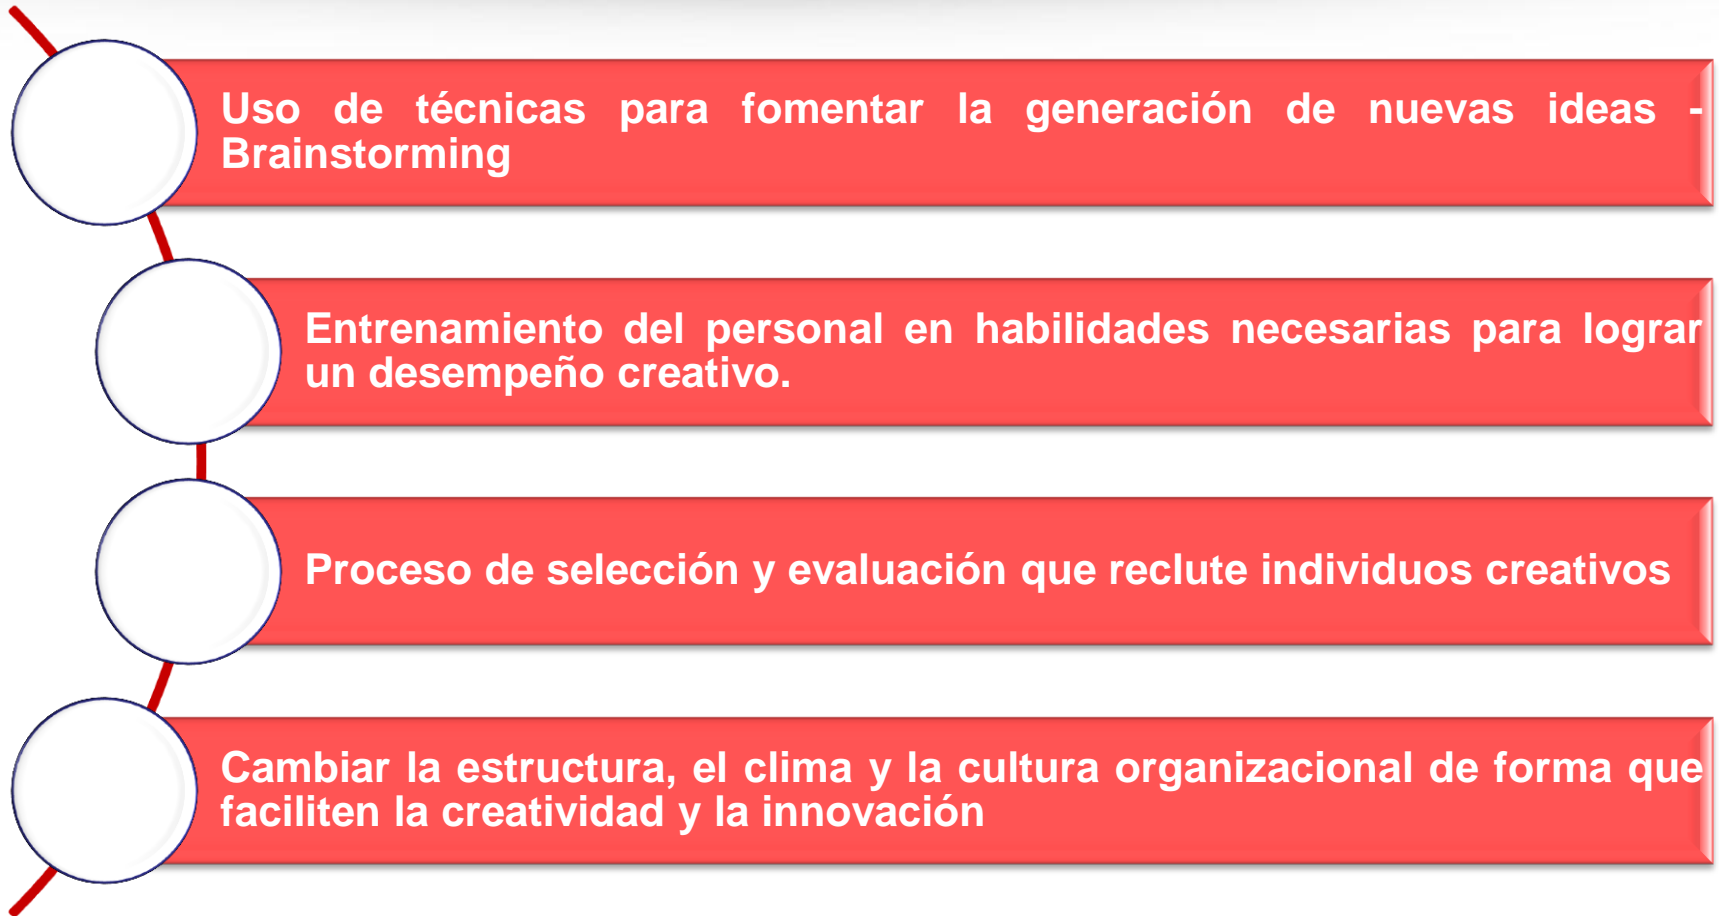 Uso de técnicas para fomentar la generación de nuevas ideas -
Brainstorming
Entrenamiento del personal en habilidades necesarias para lograr
un desempeño creativo.
Proceso de selección y evaluación que reclute individuos creativos
Cambiar la estructura, el clima y la cultura organizacional de forma que
faciliten la creatividad y la innovación